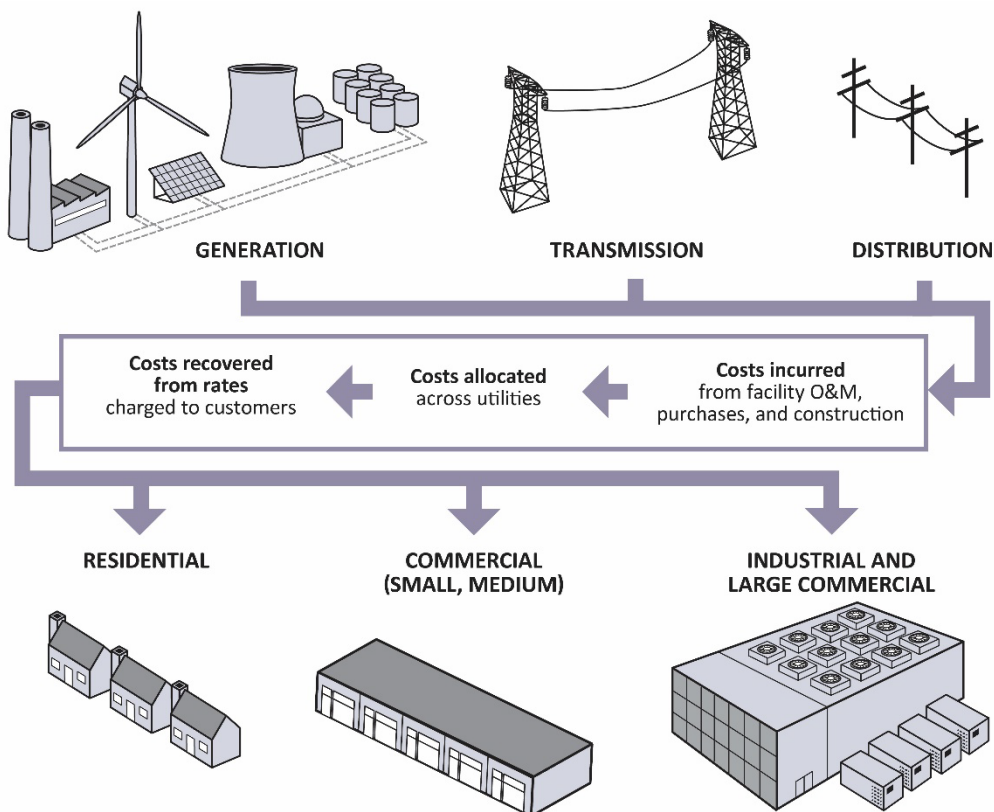 GENERATION
TRANSMISSION
DISTRIBUTION
Costs recovered
from rates
charged to customers
Costs allocated
across utilities
Costs incurred
from facility O&M,
purchases, and construction
RESIDENTIAL
COMMERCIAL
(SMALL, MEDIUM)
INDUSTRIAL AND
LARGE COMMERCIAL